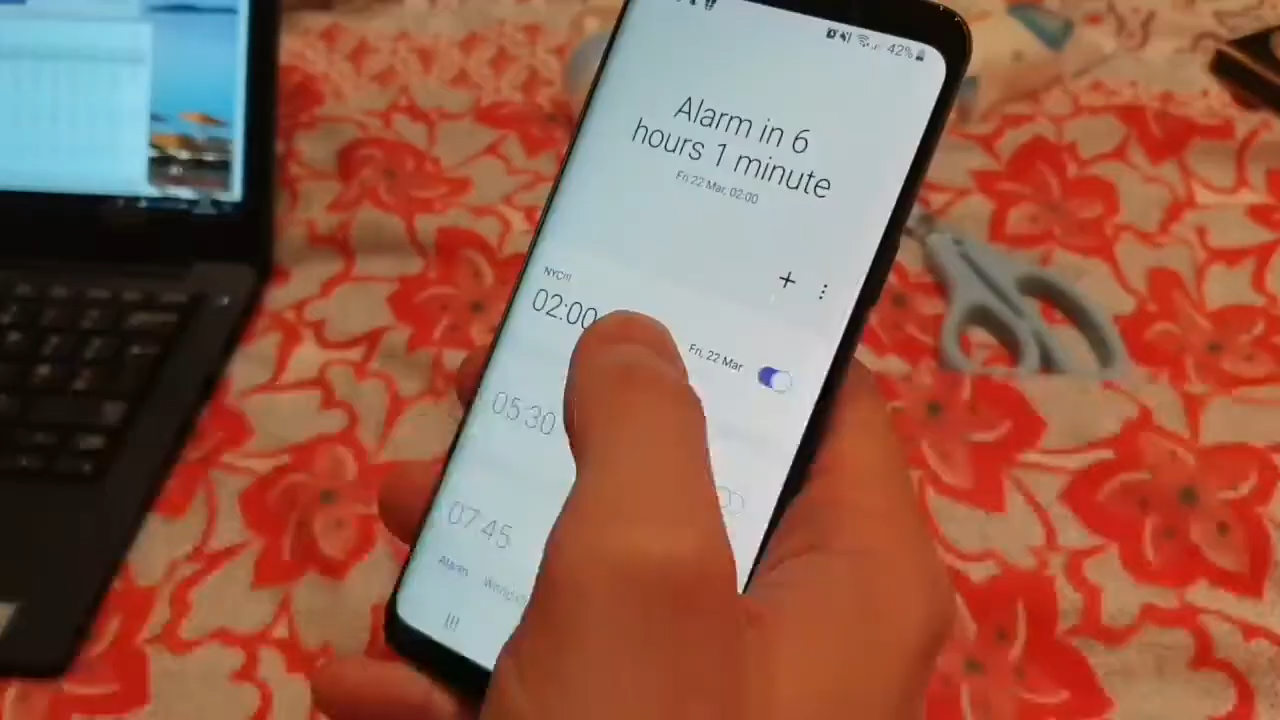 42%
Alarm in 6
hours 1 minute
Fri 22 Mar, 02:00
NYC!!!
02:00
Fri, 22 Mar
05:30
07:45
Alarm